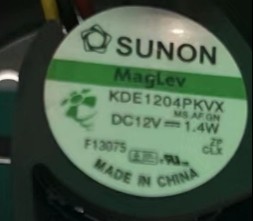 SUNON
MagLev
KDE1204PKVX
MS.AF.GN
DC12V 1.4W
F13075
ZP
CLX
MADE IN CHINA